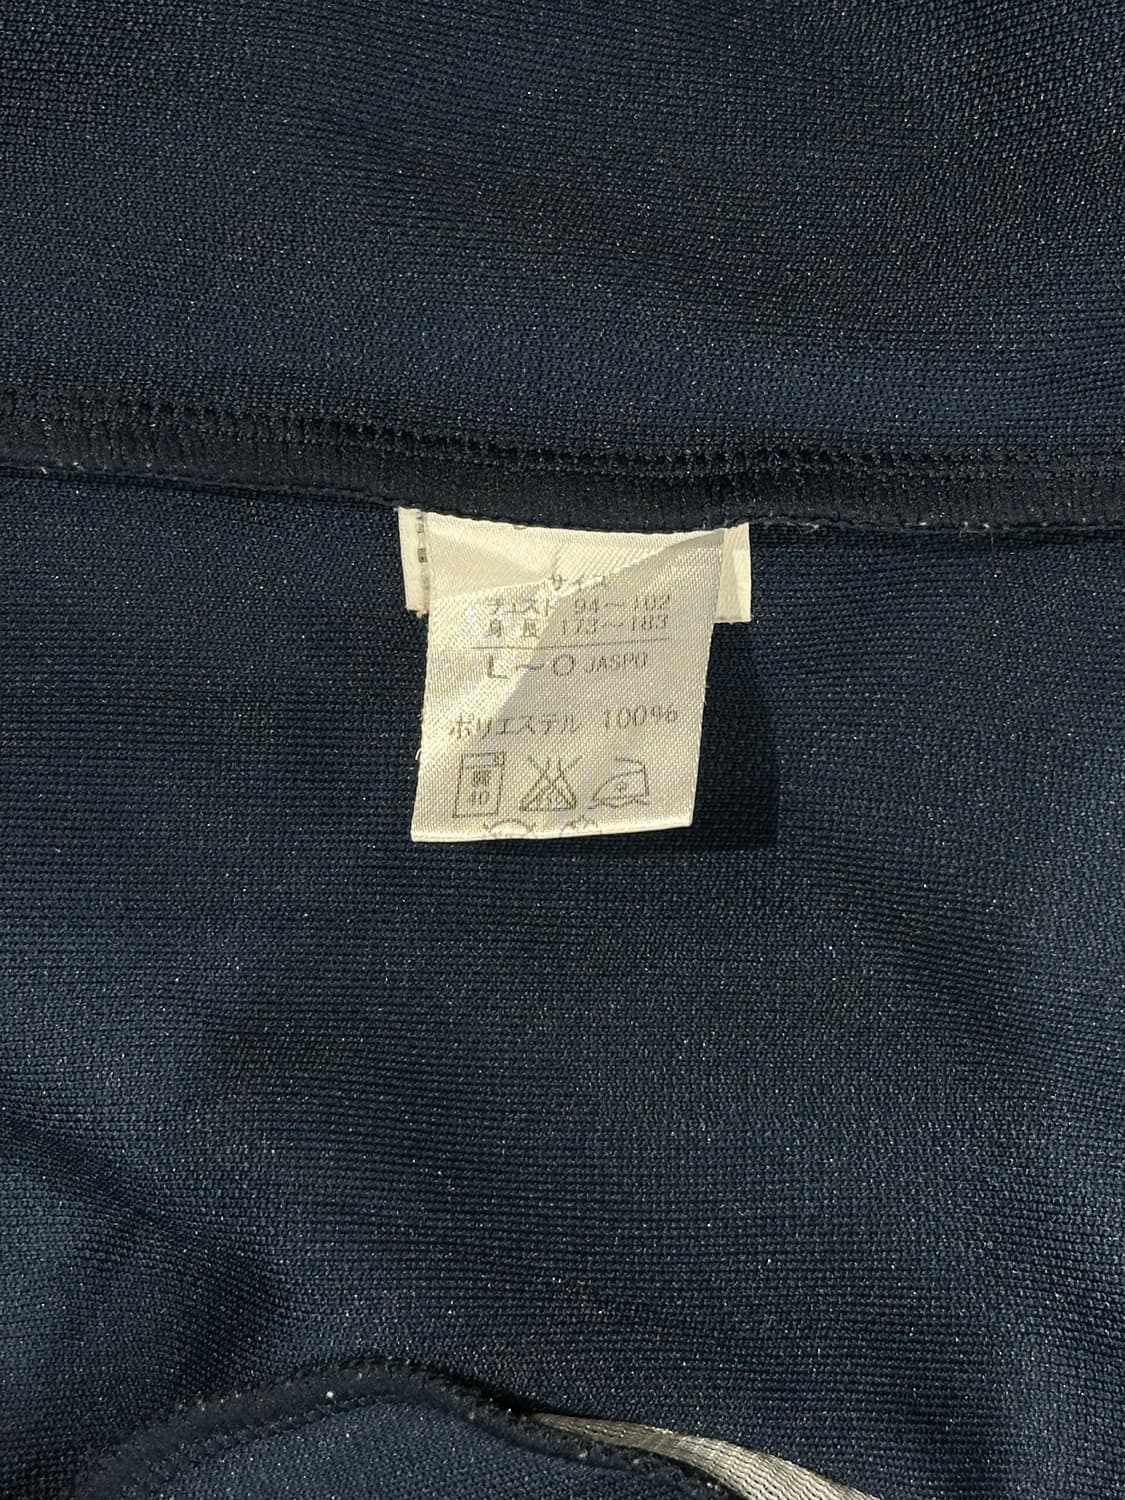 サイズ
チェスト 94～102
身 長 173～183
L～O JASPO
ポリエステル 100%
40